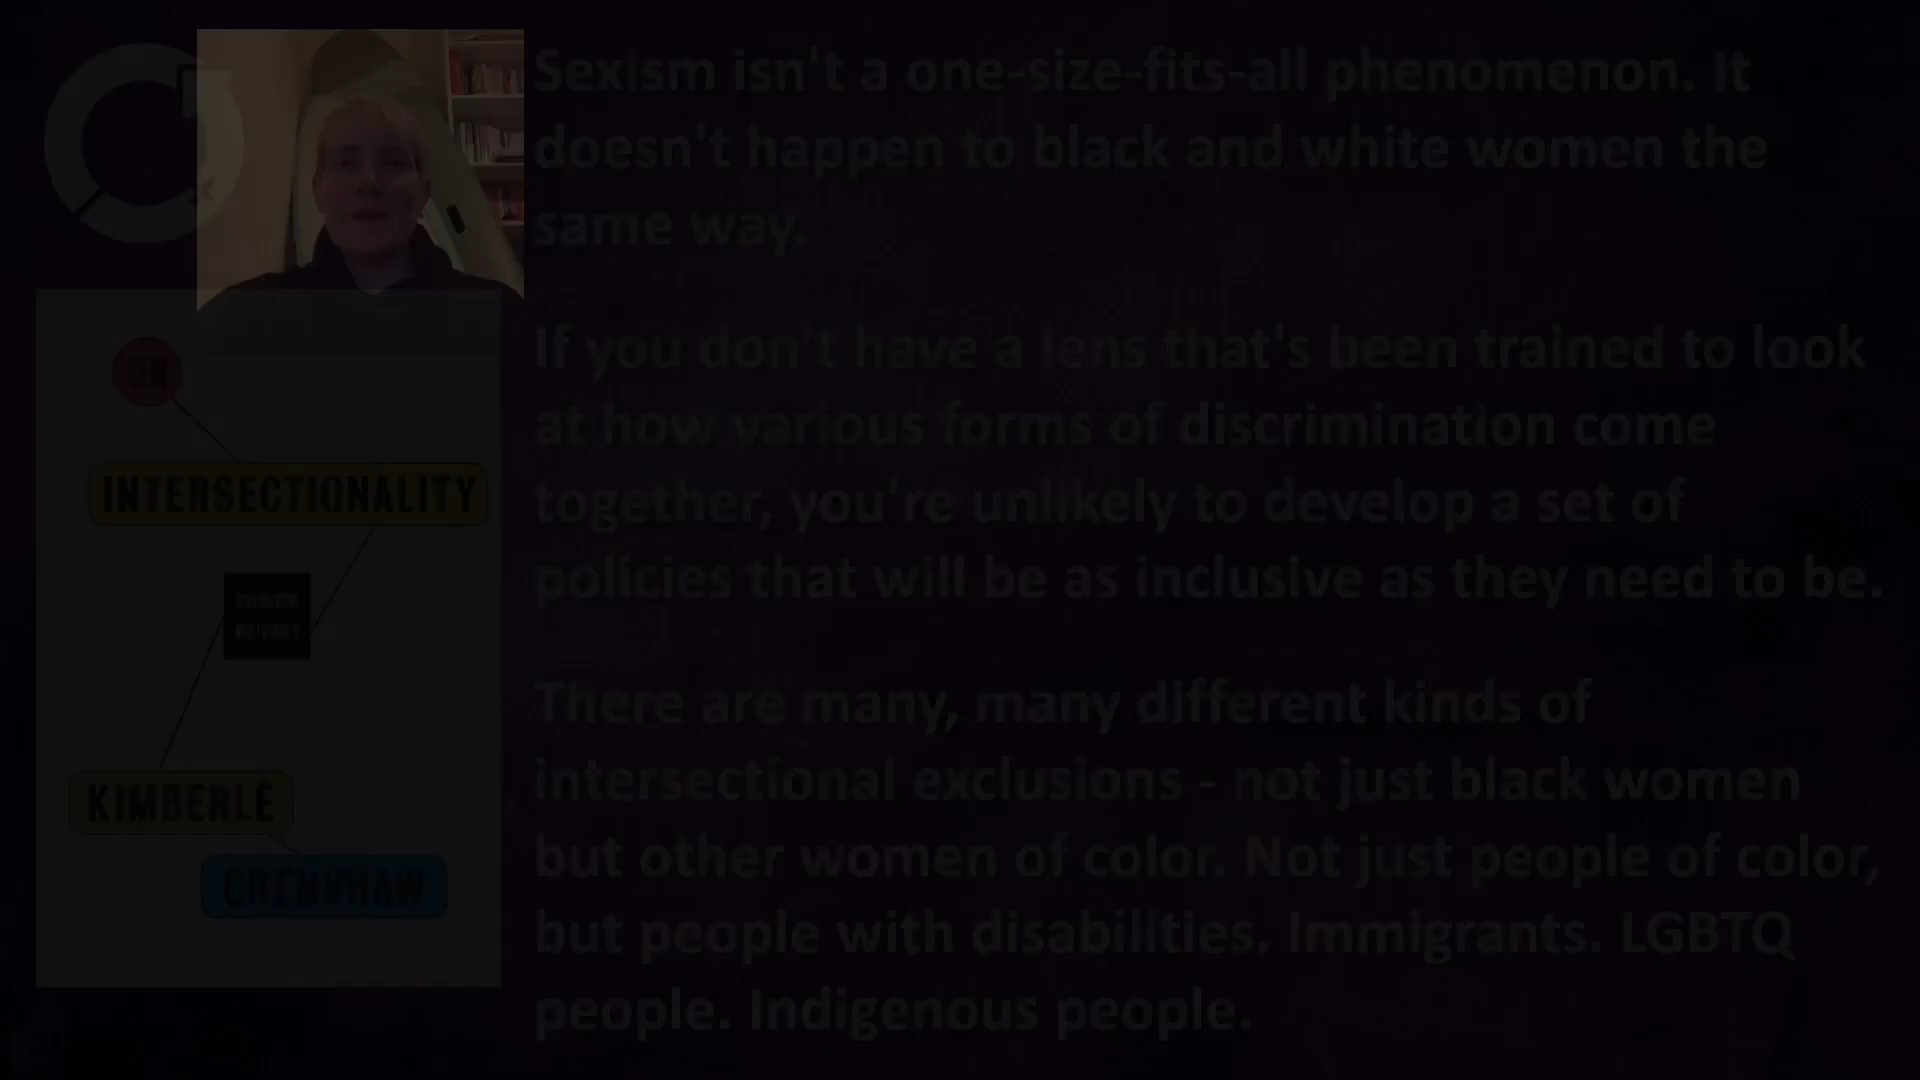 Sexism isn't a one-size-fits-all phenomenon. It
doesn't happen to black and white women the
same way.
If you don't have a lens that's been trained to look
at how various forms of discrimination come
together, you're unlikely to develop a set of
policies that will be as inclusive as they need to be.
There are many, many different kinds of
intersectional exclusions - not just black women
but other women of color. Not just people of color,
but people with disabilities. Immigrants. LGBTQ
people. Indigenous people.
ON
INTERSECTIONALITY
KIMBERLE
CRENSHAW